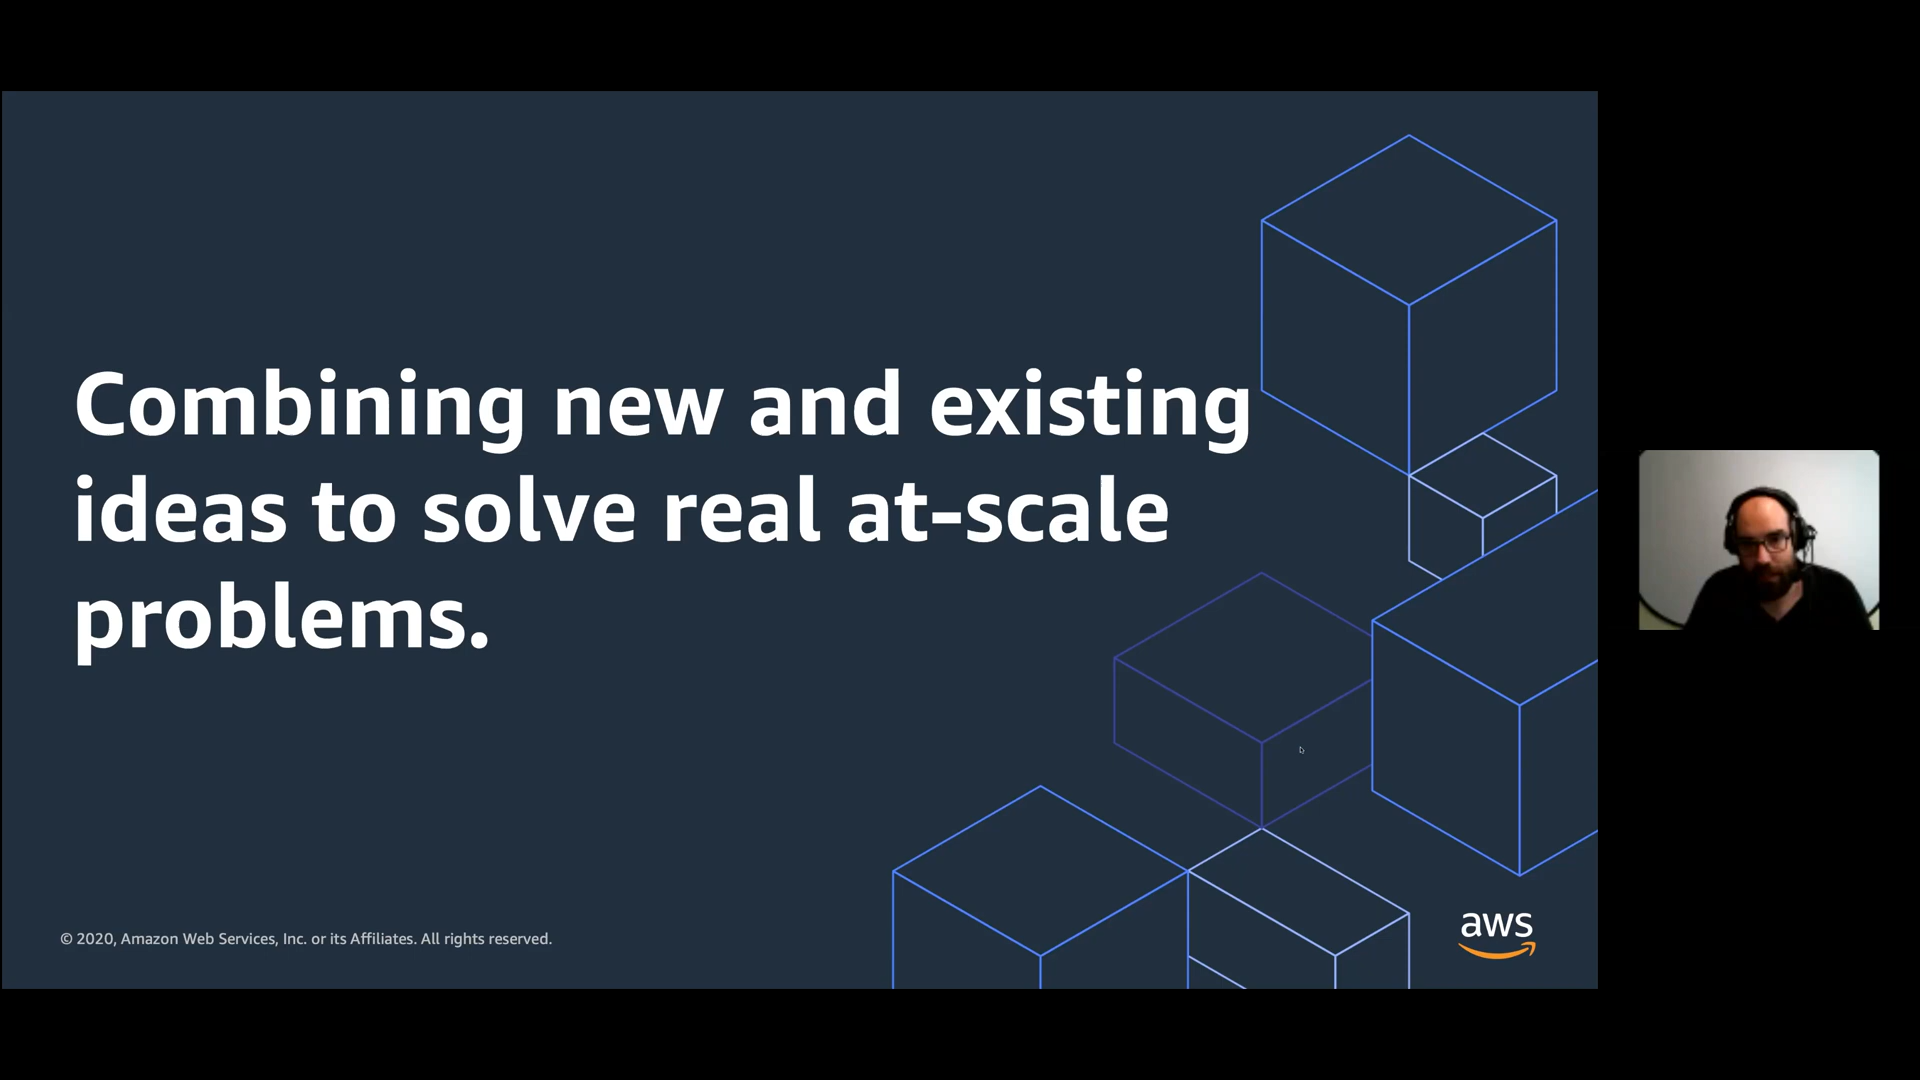 Combining new and existing
ideas to solve real at-scale
problems.
© 2020, Amazon Web Services, Inc. or its Affiliates. All rights reserved.
aws